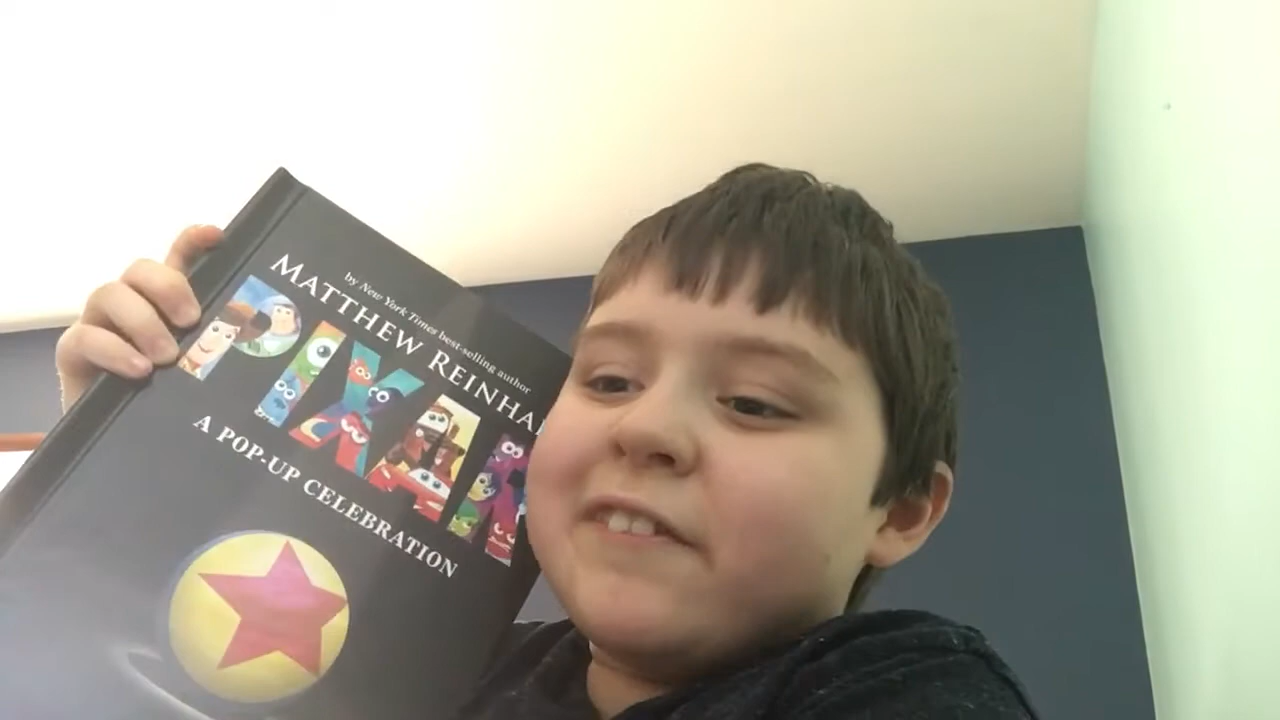 by New York Times best-selling author
MATTHEW REINHA
PIXAR
A POP-UP CELEBRATION